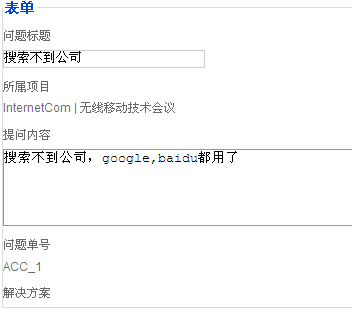 表单
问题标题
搜索不到公司
所属项目
InternetCom | 无线移动技术会议
提问内容
搜索不到公司，google,baidu都用了
问题单号
ACC_1
解决方案